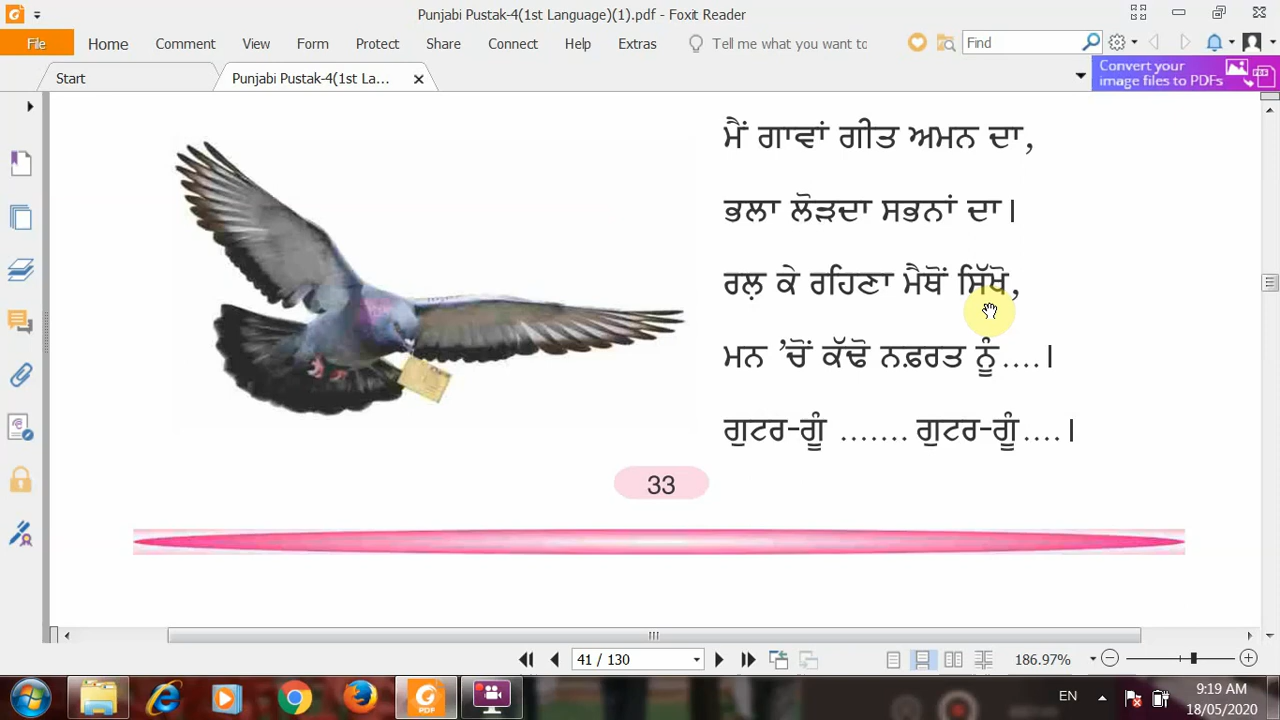 Punjabi Pustak-4(1st Language)(1).pdf - Foxit Reader
File Home Comment View Form Protect Share Connect Help Extras Tell me what you want to Find
Start Punjabi Pustak-4(1st La... Convert your
image files to PDFs
ਮੈਂ ਗਾਵਾਂ ਗੀਤ ਅਮਨ ਦਾ,
ਭਲਾ ਲੋੜਦਾ ਸਭਨਾਂ ਦਾ।
ਰਲ਼ ਕੇ ਰਹਿਣਾ ਮੈਥੋਂ ਸਿੱਖੋ,
ਮਨ ’ਚੋਂ ਕੱਢੋ ਨਫ਼ਰਤ ਨੂੰ....।
ਗੁਟਰ-ਗੂੰ ....... ਗੁਟਰ-ਗੂੰ....।
33
41 / 130 186.97%
EN 9:19 AM
18/05/2020